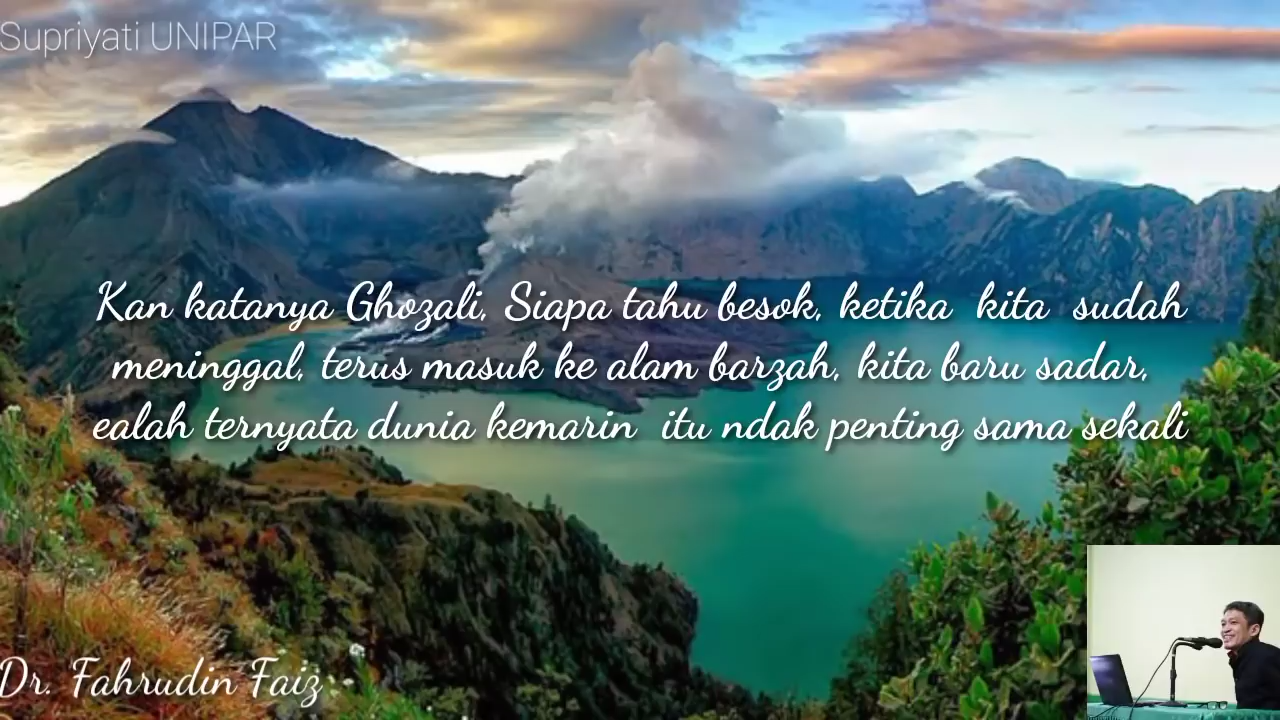 Supriyati UNIPAR
Kan katanya Ghozali, Siapa tahu besok, ketika kita sudah
meninggal, terus masuk ke alam barzah, kita baru sadar,
ealah ternyata dunia kemarin itu ndak penting sama sekali
Dr. Fahrudin Faiz